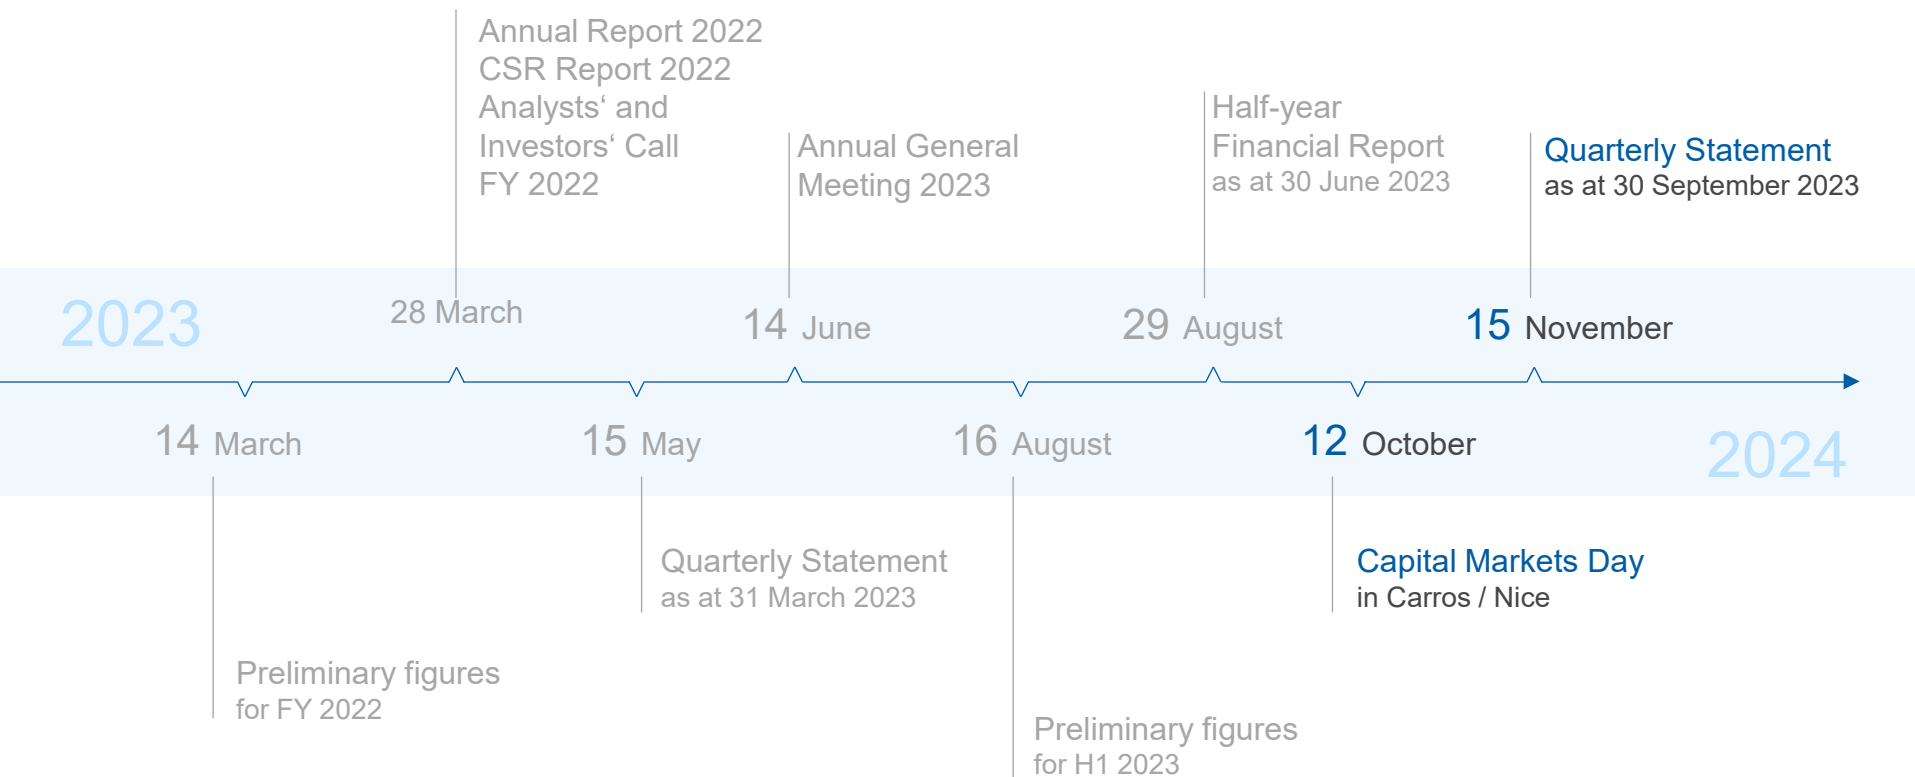 Annual Report 2022
CSR Report 2022
Analysts‘ and
Investors‘ Call
FY 2022
Annual General
Meeting 2023
Half-year
Financial Report
as at 30 June 2023
Quarterly Statement
as at 30 September 2023
2023
28 March
14 June
29 August
15 November
14 March
15 May
16 August
12 October
2024
Quarterly Statement
as at 31 March 2023
Capital Markets Day
in Carros / Nice
Preliminary figures
for FY 2022
Preliminary figures
for H1 2023